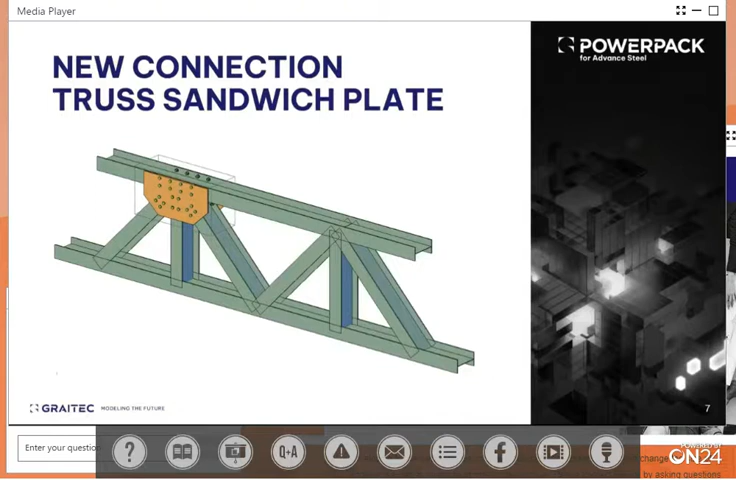 Media Player
NEW CONNECTION
TRUSS SANDWICH PLATE
POWERPACK
for Advance Steel
GRAITEC MODELING THE FUTURE
7
Enter your question
?
Q+A
POWERED BY
ON24
change
by asking questions